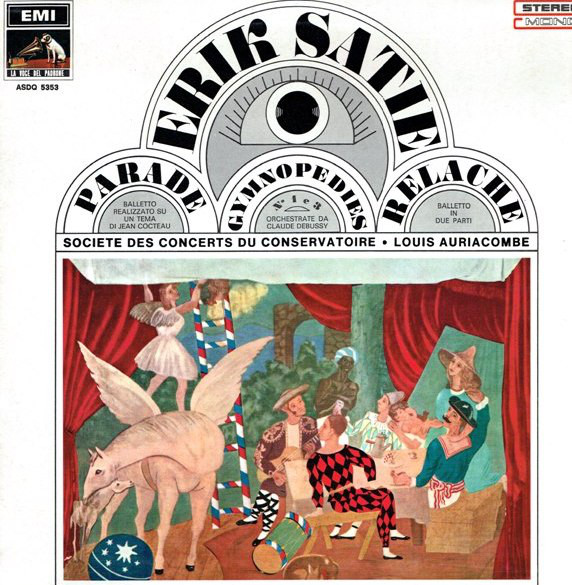 EMI
LA VOCE DEL PADRONE
ASDQ 5353
STEREO
MONO
ERIK SATIE
PARADE
BALLETTO
REALIZZATO SU
UN TEMA
DI JEAN COCTEAU
GYMNOPEDIES
Nos 1 e 3
ORCHESTRATE DA
CLAUDE DEBUSSY
RELACHE
BALLETTO
IN
DUE PARTI
SOCIETE DES CONCERTS DU CONSERVATOIRE • LOUIS AURIACOMBE